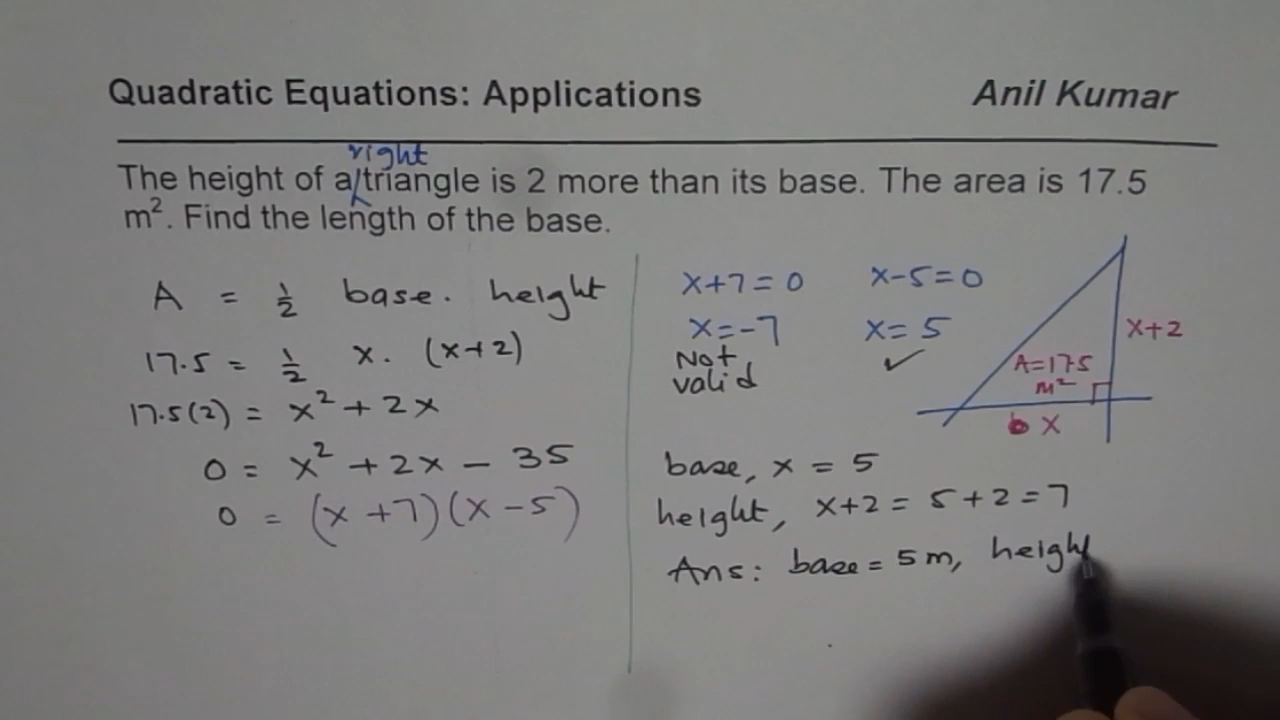 Quadratic Equations: Applications
Anil Kumar
right
The height of a triangle is 2 more than its base. The area is 17.5
m². Find the length of the base.
A = 1/2 base. height
17.5 = 1/2 x. (x+2)
17.5(2) = x² + 2x
0 = x² + 2x - 35
0 = (x +7)(x -5)
x+7=0 x-5=0
x=-7 x=5
Not
valid ✓
x+2
A=17.5
m²
b x
base, x = 5
height, x+2 = 5+2=7
Ans: base = 5m, height